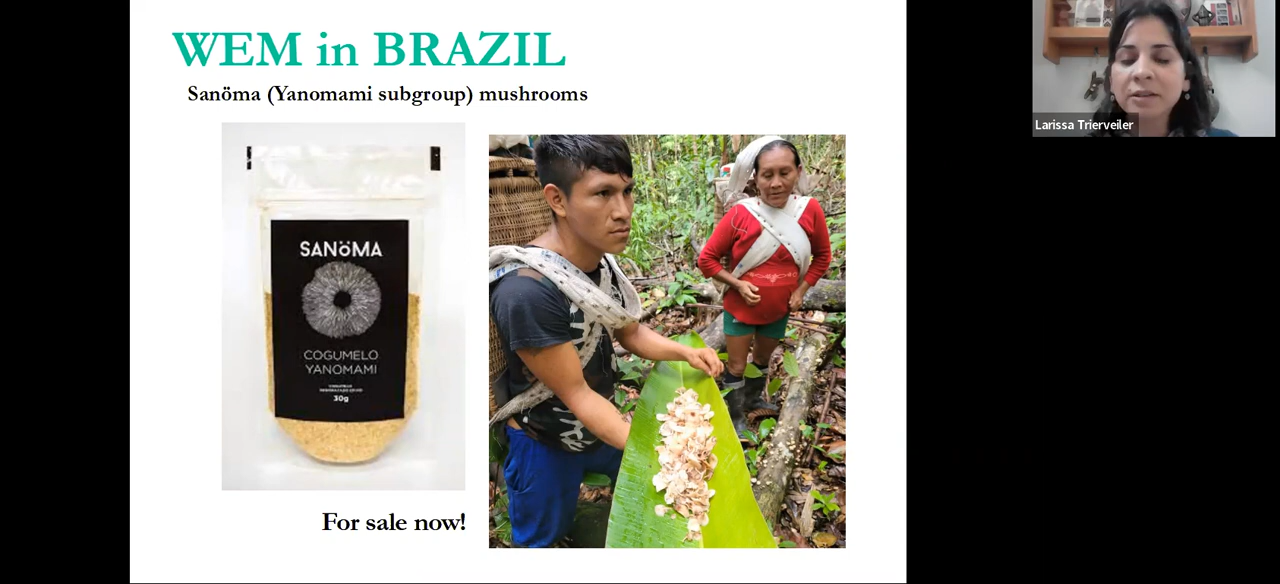 WEM in BRAZIL
Sanöma (Yanomami subgroup) mushrooms
SANöMA
COGUMELO
YANOMAMI
30g
For sale now!
Larissa Trierveiler